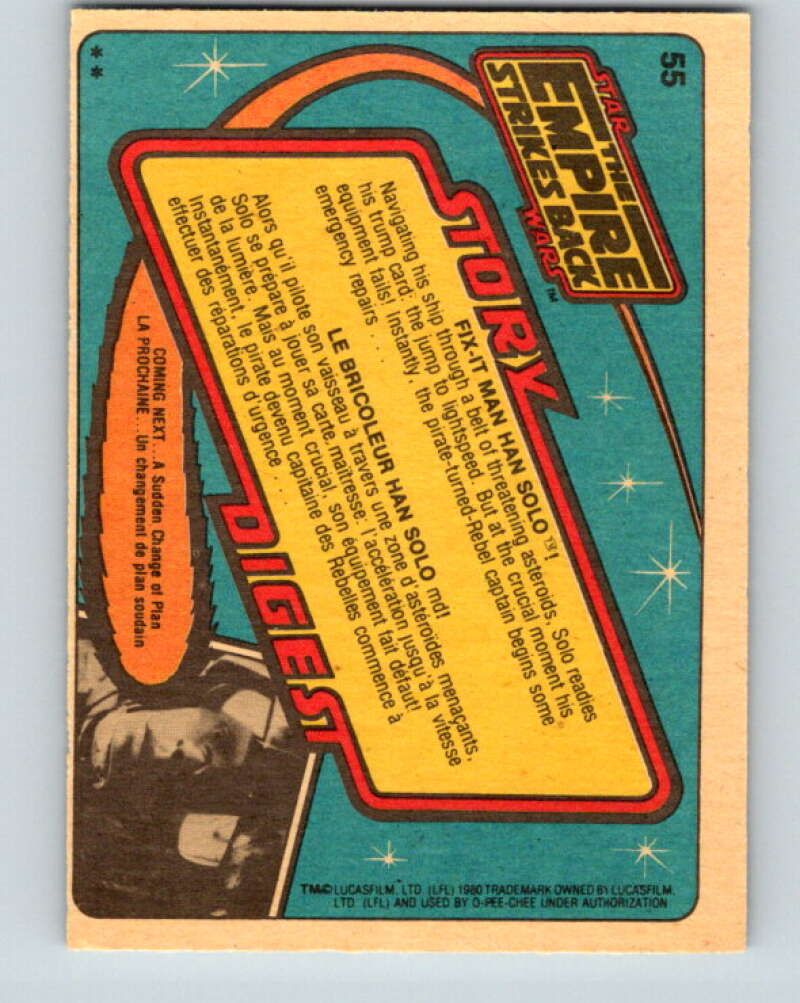 55
STAR
THE
EMPIRE
STRIKES BACK
WARS™
STORY
FIX-IT MAN HAN SOLO™!
Navigating his ship through a belt of threatening asteroids, Solo readies
his trump card: the jump to lightspeed. But at the crucial moment his
equipment fails! Instantly, the pirate-turned-Rebel captain begins some
emergency repairs . . .
LE BRICOLEUR HAN SOLO md!
Alors qu'il pilote son vaisseau à travers une zone d'astéroïdes menaçants,
Solo se prépare à jouer sa carte maîtresse: l'accélération jusqu'à la vitesse
de la lumière. Mais au moment crucial, son équipement fait défaut!
Instantanément, le pirate devenu capitaine des Rebelles commence à
effectuer des réparations d'urgence . . .
DIGEST
COMING NEXT...A Sudden Change of Plan
LA PROCHAINE...Un changement de plan soudain
**
TM©LUCASFILM, LTD. (LFL) 1980 TRADEMARK OWNED BY LUCASFILM,
LTD. (LFL) AND USED BY O-PEE-CHEE UNDER AUTHORIZATION